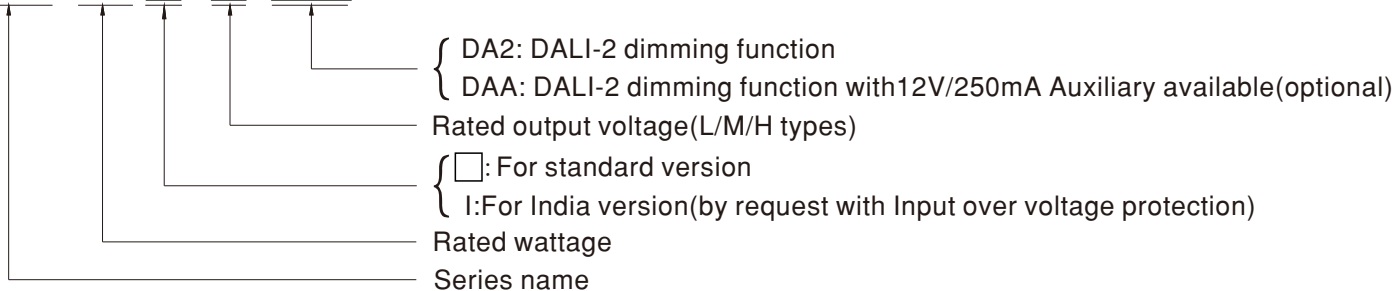 DA2: DALI-2 dimming function
DAA: DALI-2 dimming function with12V/250mA Auxiliary available(optional)
Rated output voltage(L/M/H types)
□: For standard version
I:For India version(by request with Input over voltage protection)
Rated wattage
Series name